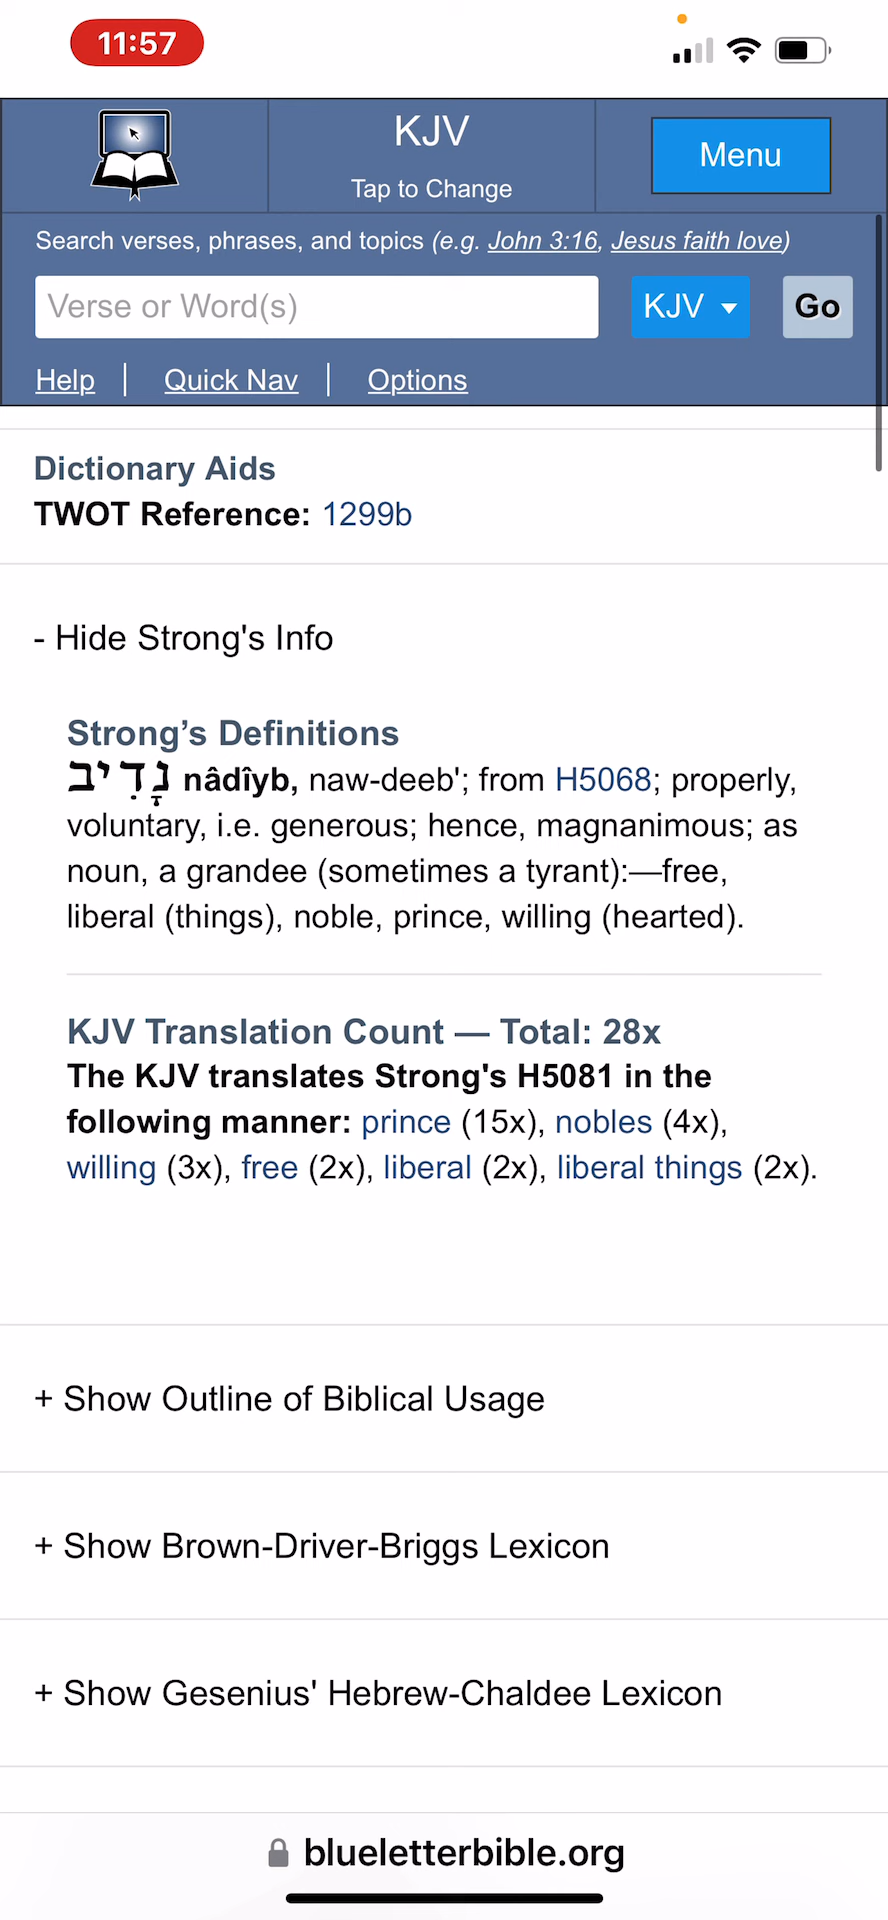 11:57
KJV
Tap to Change
Menu
Search verses, phrases, and topics (e.g. John 3:16, Jesus faith love)
Verse or Word(s)
KJV
Go
Help | Quick Nav | Options
Dictionary Aids
TWOT Reference: 1299b
- Hide Strong's Info
Strong’s Definitions
נָדִיב nâdîyb, naw-deeb'; from H5068; properly,
voluntary, i.e. generous; hence, magnanimous; as
noun, a grandee (sometimes a tyrant):—free,
liberal (things), noble, prince, willing (hearted).
KJV Translation Count — Total: 28x
The KJV translates Strong's H5081 in the
following manner: prince (15x), nobles (4x),
willing (3x), free (2x), liberal (2x), liberal things (2x).
+ Show Outline of Biblical Usage
+ Show Brown-Driver-Briggs Lexicon
+ Show Gesenius' Hebrew-Chaldee Lexicon
blueletterbible.org